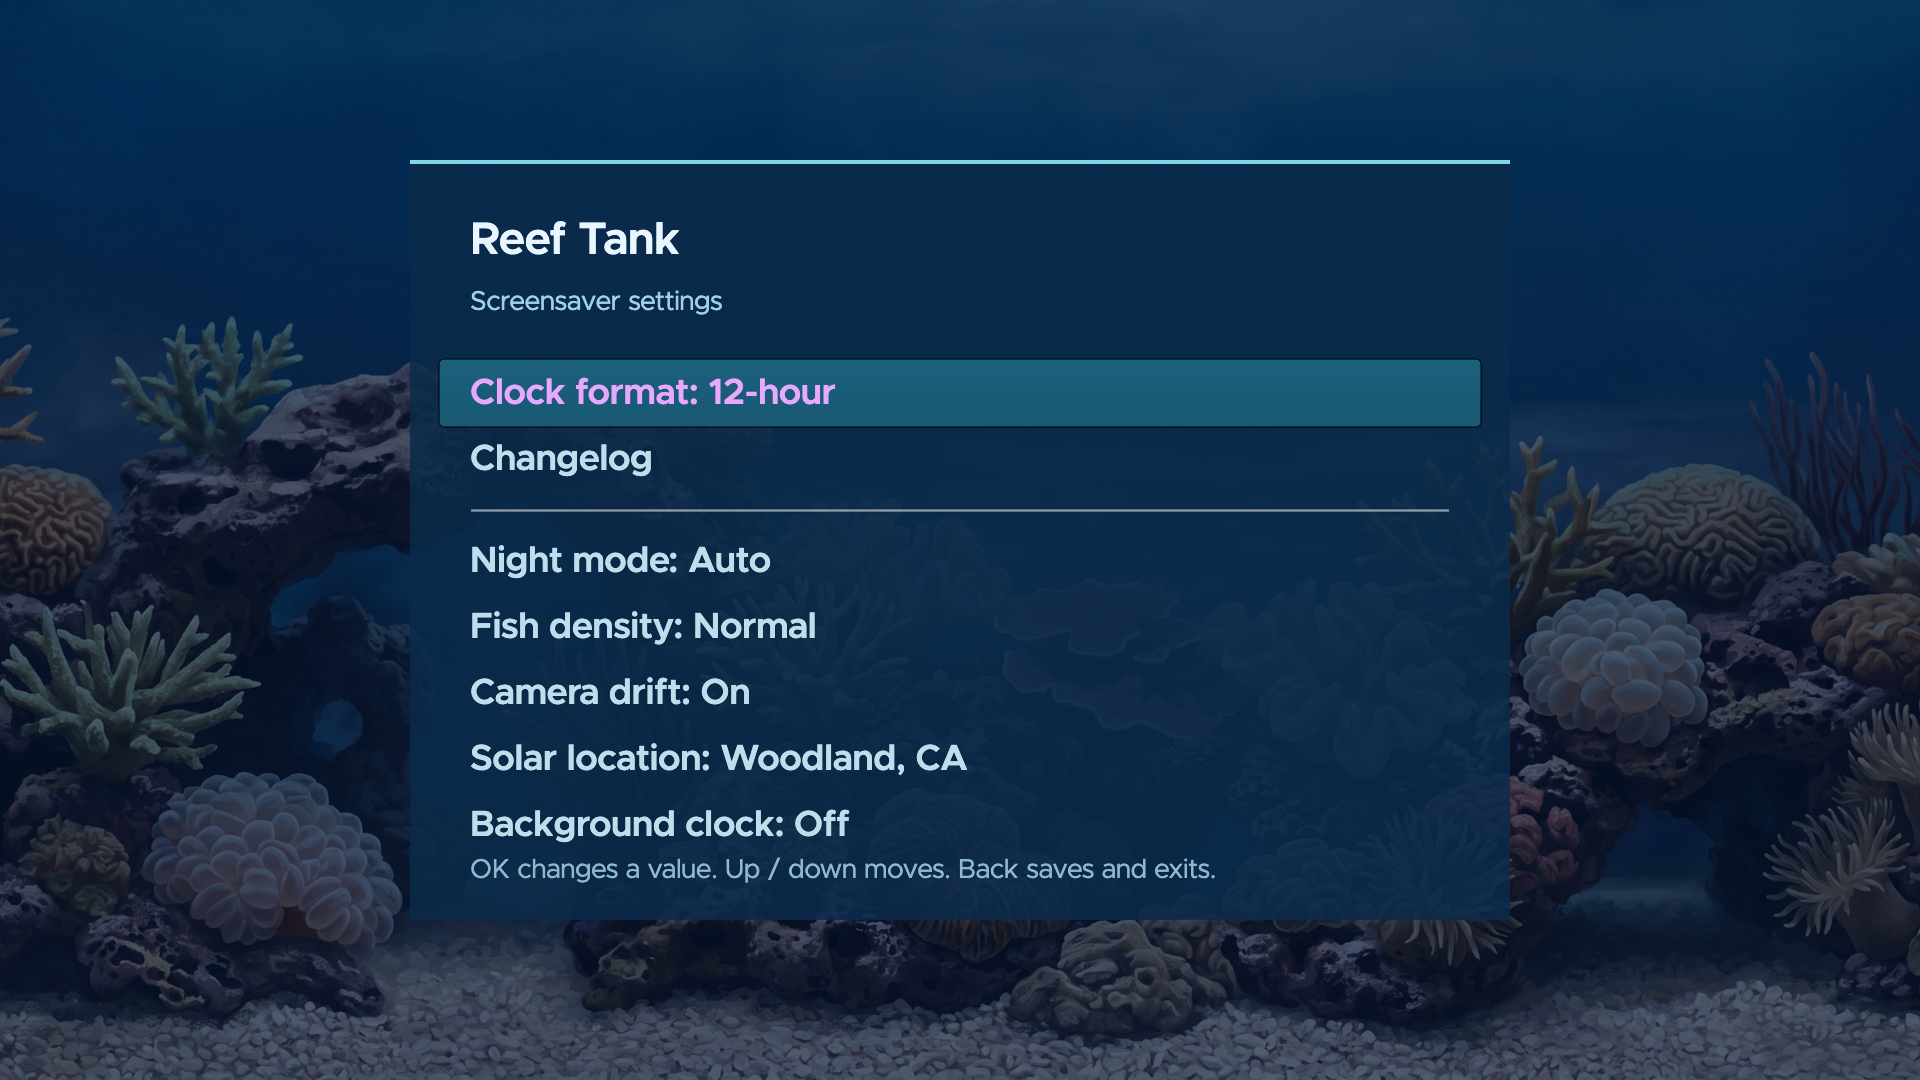 Reef Tank
Screensaver settings
Clock format: 12-hour
Changelog
Night mode: Auto
Fish density: Normal
Camera drift: On
Solar location: Woodland, CA
Background clock: Off
OK changes a value. Up / down moves. Back saves and exits.